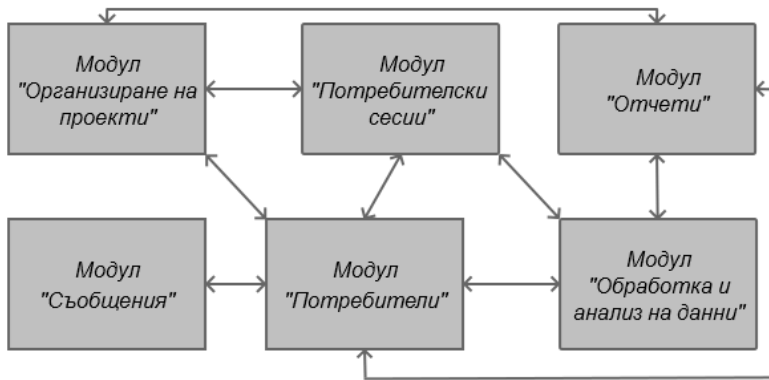 Модул
"Организиране на
проекти"
Модул
"Потребителски
сесии"
Модул
"Отчети"
Модул
"Съобщения"
Модул
"Потребители"
Модул
"Обработка и
анализ на данни"